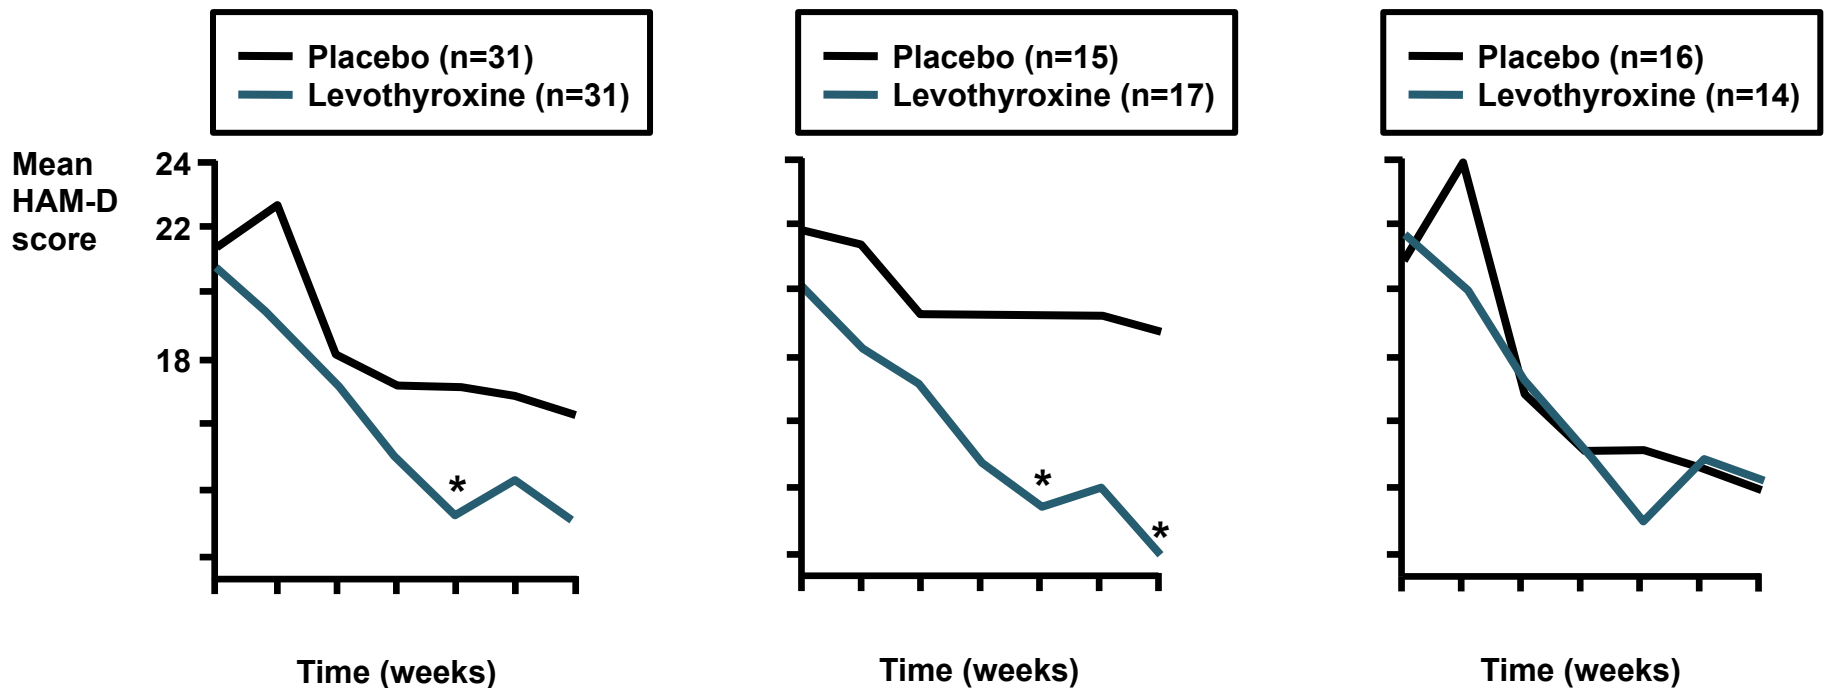 Placebo (n=31)
Levothyroxine (n=31)
Placebo (n=15)
Levothyroxine (n=17)
Placebo (n=16)
Levothyroxine (n=14)
Mean
HAM-D
score
24
22
18
*
*
*
Time (weeks)
Time (weeks)
Time (weeks)